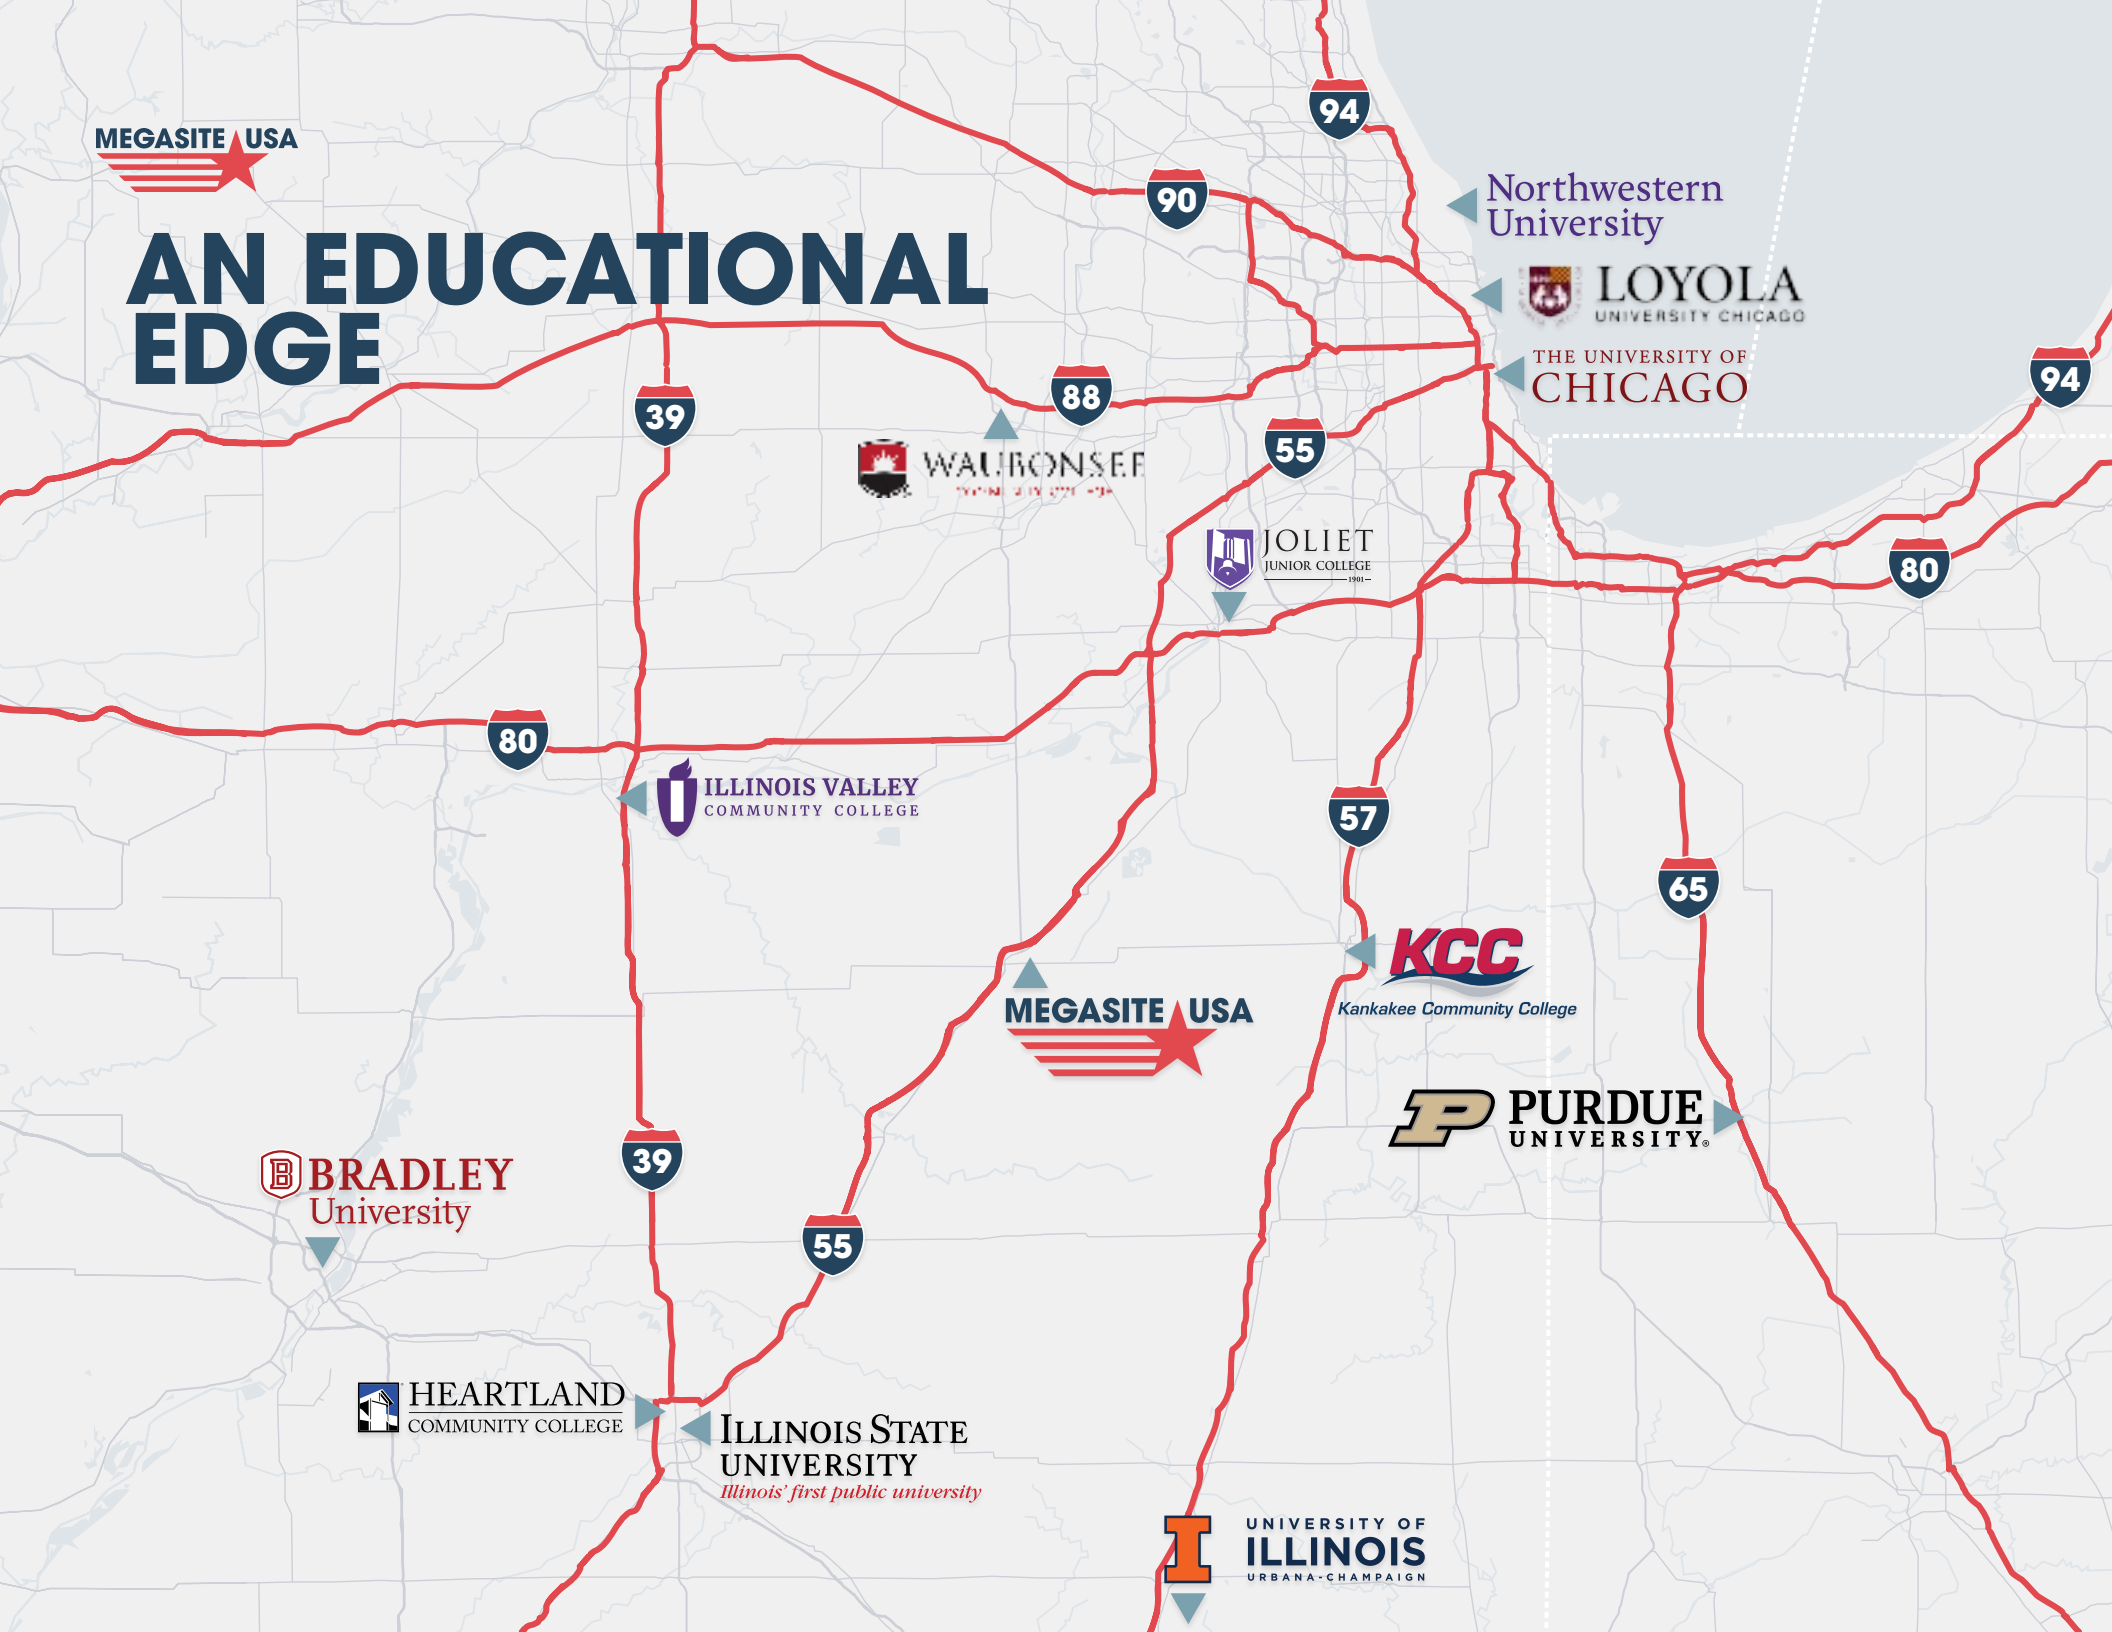 94
MEGASITE USA
90
Northwestern
University
AN EDUCATIONAL
EDGE
LOYOLA
UNIVERSITY CHICAGO
THE UNIVERSITY OF
CHICAGO
94
88
39
55
WAUBONSEE
JOLIET
JUNIOR COLLEGE
1901
80
80
ILLINOIS VALLEY
COMMUNITY COLLEGE
57
65
KCC
Kankakee Community College
MEGASITE USA
PURDUE
UNIVERSITY®
39
BRADLEY
University
55
HEARTLAND
COMMUNITY COLLEGE
ILLINOIS STATE
UNIVERSITY
Illinois' first public university
UNIVERSITY OF
ILLINOIS
URBANA-CHAMPAIGN